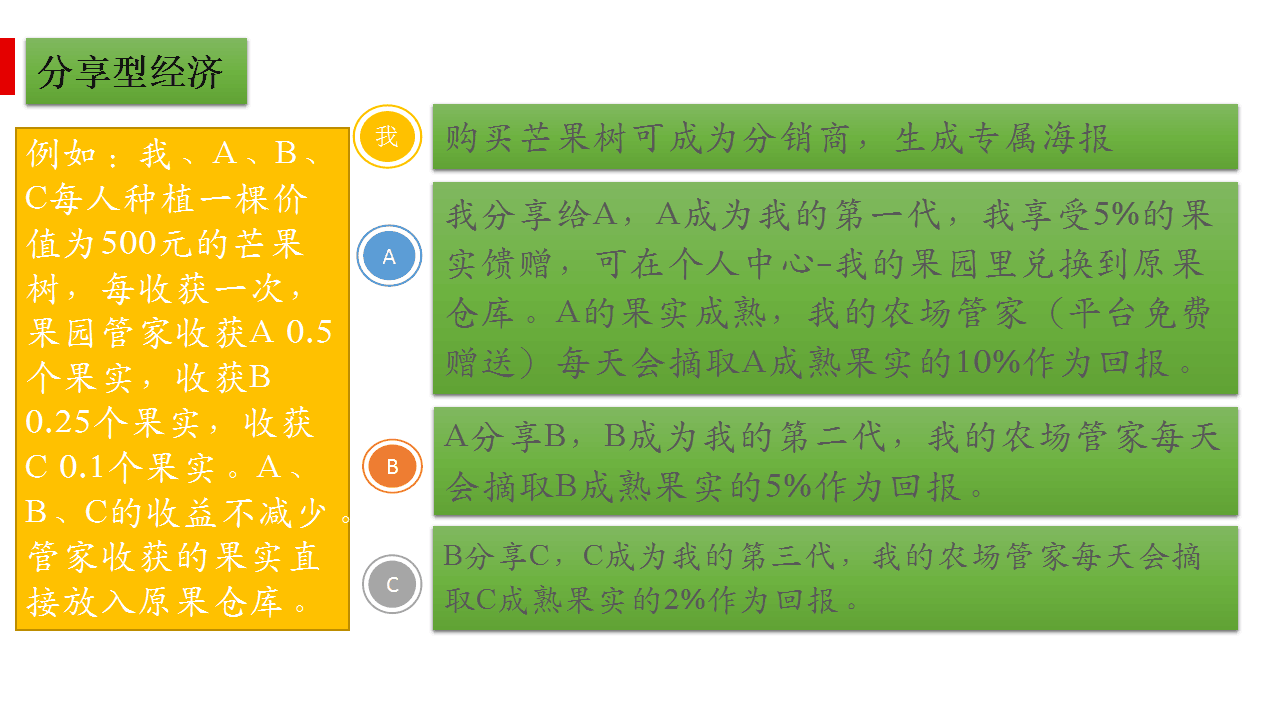 分享型经济
例如：我、A、B、
C每人种植一棵价
值为500元的芒果
树，每收获一次，
果园管家收获A 0.5
个果实，收获B
0.25个果实，收获
C 0.1个果实。A、
B、C的收益不减少。
管家收获的果实直
接放入原果仓库。
我
购买芒果树可成为分销商，生成专属海报
A
我分享给A，A成为我的第一代，我享受5%的果
实馈赠，可在个人中心-我的果园里兑换到原果
仓库。A的果实成熟，我的农场管家（平台免费
赠送）每天会摘取A成熟果实的10%作为回报。
B
A分享B，B成为我的第二代，我的农场管家每天
会摘取B成熟果实的5%作为回报。
C
B分享C，C成为我的第三代，我的农场管家每天会摘
取C成熟果实的2%作为回报。